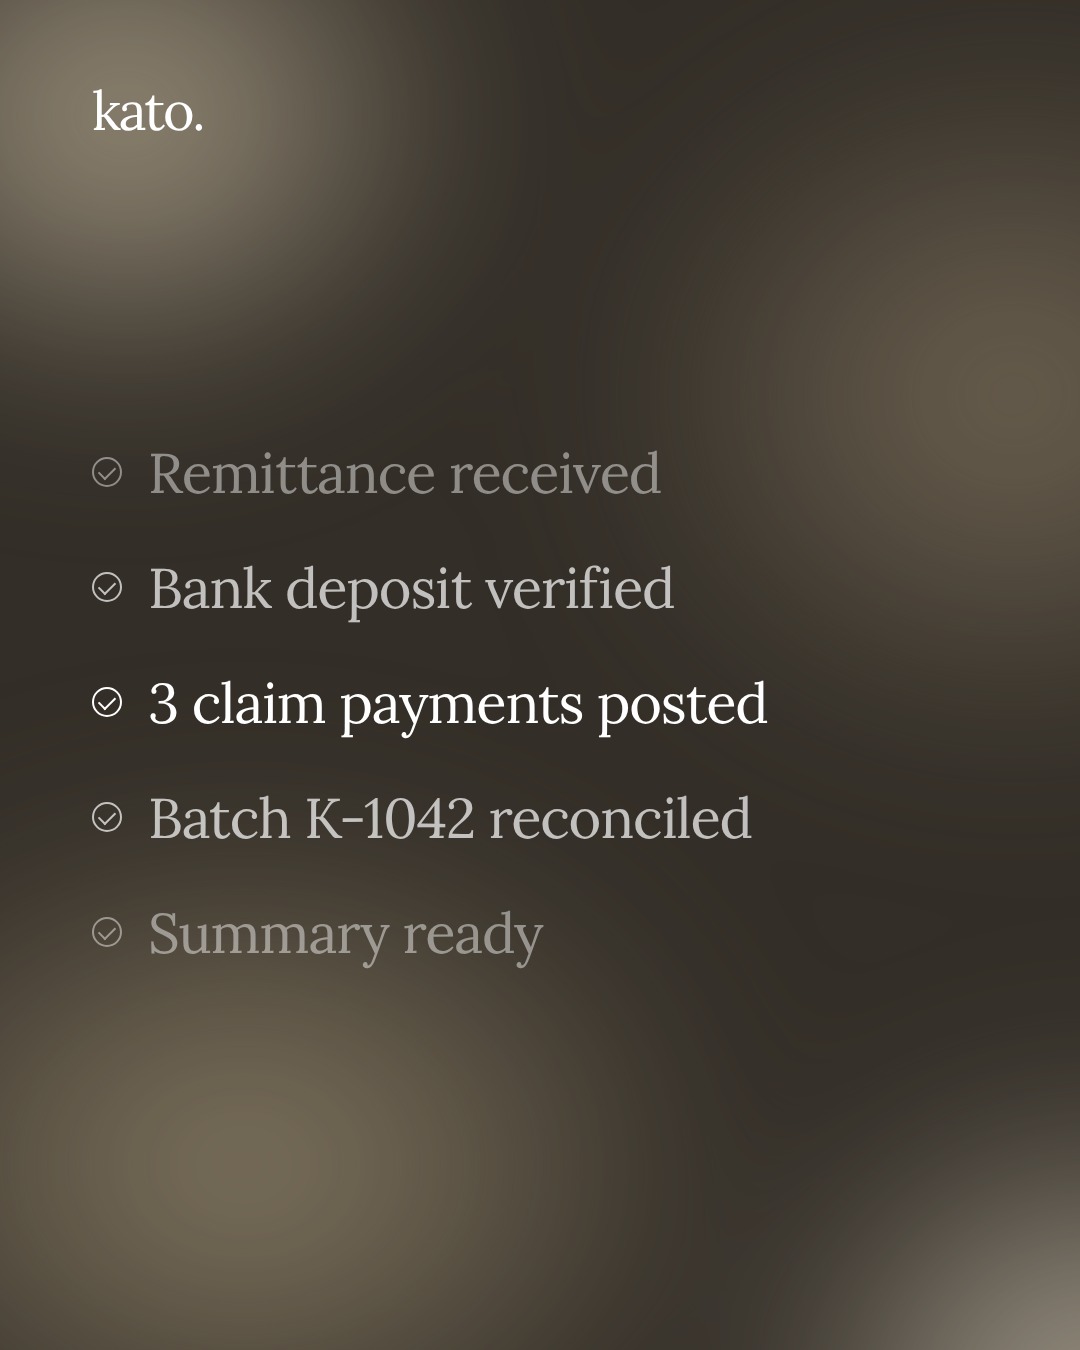 kato.
Remittance received
Bank deposit verified
3 claim payments posted
Batch K-1042 reconciled
Summary ready